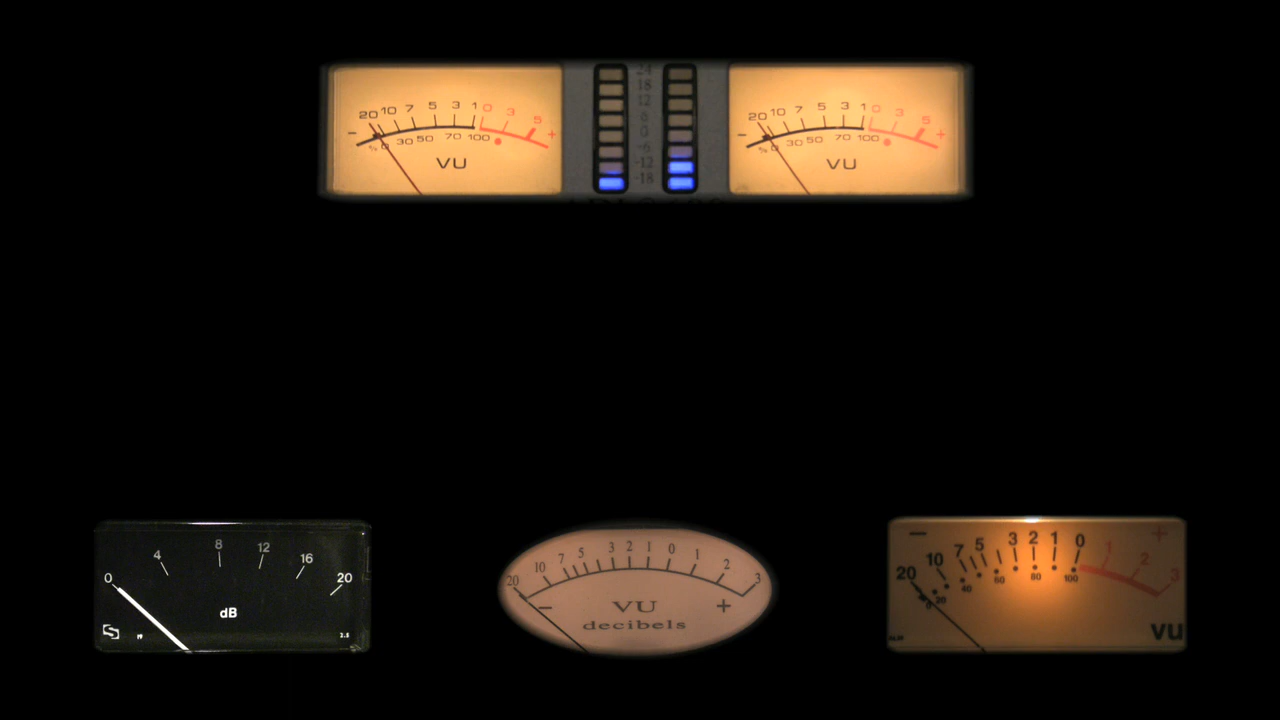 20 10 7 5 3 1 0 3 5
- +
% 0 30 50 70 100
VU
24
18
12
6
0
-6
-12
-18
20 10 7 5 3 1 0 3 5
- +
% 0 30 50 70 100
VU
0 4 8 12 16 20
dB
20 10 7 5 3 2 1 0 1 2 3
- +
VU
decibels
- +
20 10 7 5 3 2 1 0 1 2 3
0 20 40 60 80 100
VU